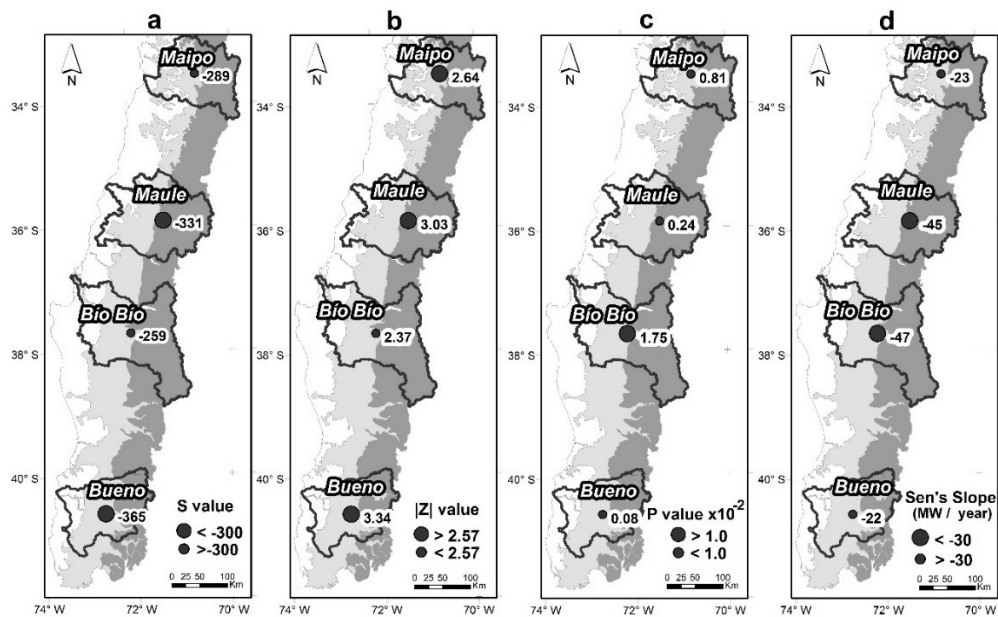 a
b
c
d
N
Maipo
-289
34° S
Maule
-331
36° S
Bío Bío
-259
38° S
40° S
Bueno
-365
S value
< -300
>-300
0 25 50 100
Km
74° W
72° W
70° W
N
Maipo
2.64
Maule
3.03
Bío Bío
2.37
Bueno
3.34
|Z| value
> 2.57
< 2.57
0 25 50 100
Km
74° W
72° W
70° W
N
Maipo
0.81
34° S
Maule
0.24
36° S
Bío Bío
1.75
38° S
40° S
Bueno
0.08
P value x10-2
> 1.0
< 1.0
0 25 50 100
Km
74° W
72° W
70° W
N
Maipo
-23
34° S
Maule
-45
36° S
Bío Bío
-47
38° S
40° S
Bueno
-22
Sen's Slope
(MW / year)
< -30
> -30
0 25 50 100
Km
74° W
72° W
70° W